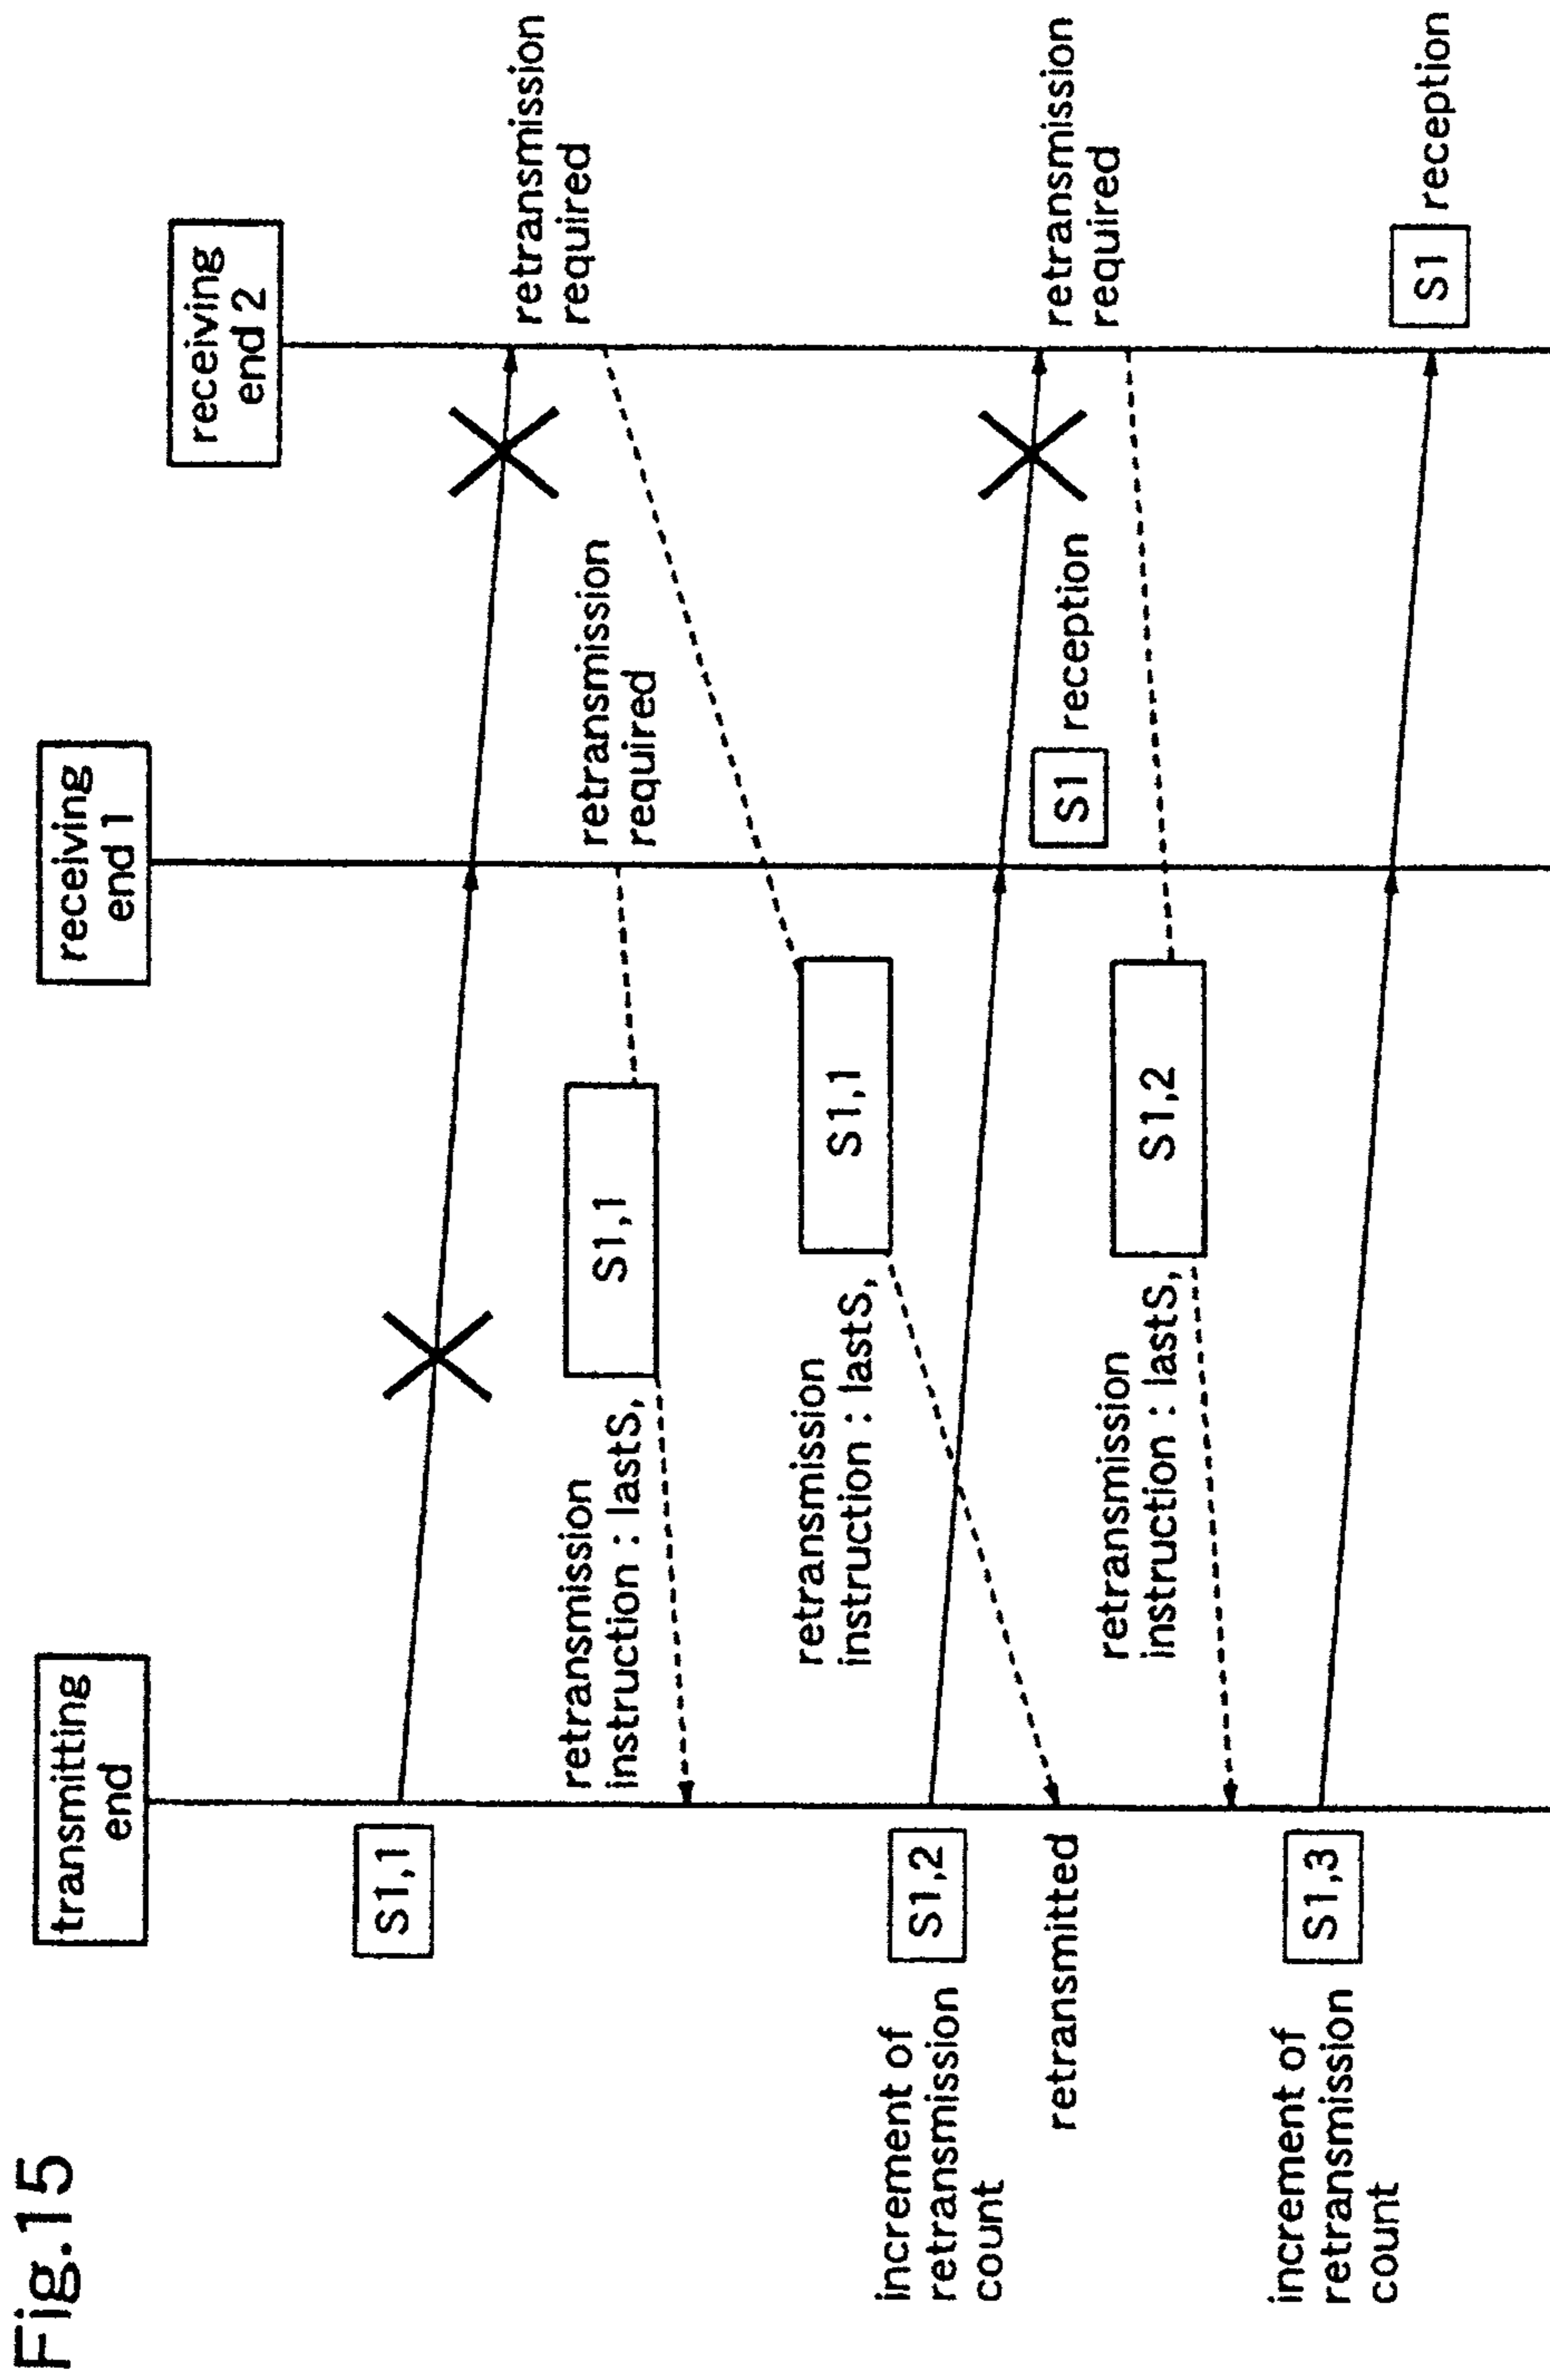 Fig.15
transmitting
end
receiving
end 1
receiving
end 2
S1,1
retransmission
required
retransmission
required
retransmission
instruction : lastS,
S1,1
retransmission
instruction : lastS,
S1,1
increment of
retransmission
count
S1,2
S1 reception
retransmission
required
retransmitted
retransmission
instruction : lastS,
S1,2
increment of
retransmission
count
S1,3
S1 reception